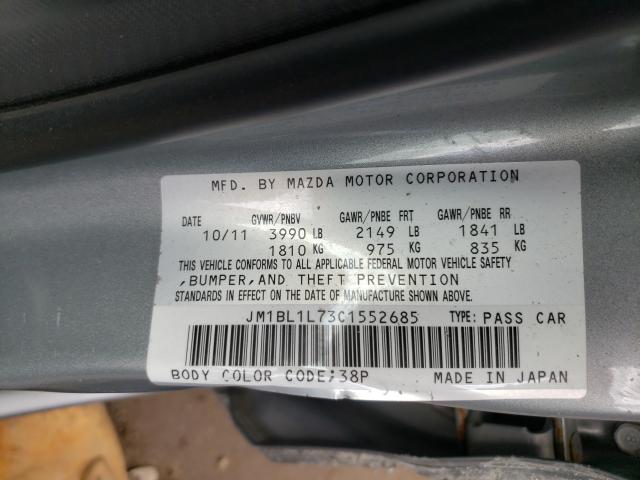 MFD. BY MAZDA MOTOR CORPORATION
DATE GVWR/PNBV GAWR/PNBE FRT GAWR/PNBE RR
10/11 3990 LB 2149 LB 1841 LB
1810 KG 975 KG 835 KG
THIS VEHICLE CONFORMS TO ALL APPLICABLE FEDERAL MOTOR VEHICLE SAFETY
,BUMPER,AND THEFT PREVENTION
STANDARDS IN EFFECT ON THE DATE OF MANUFACTURE SHOWN ABOVE.
JM1BL1L73C1552685 TYPE: PASS CAR
BODY COLOR CODE:38P MADE IN JAPAN